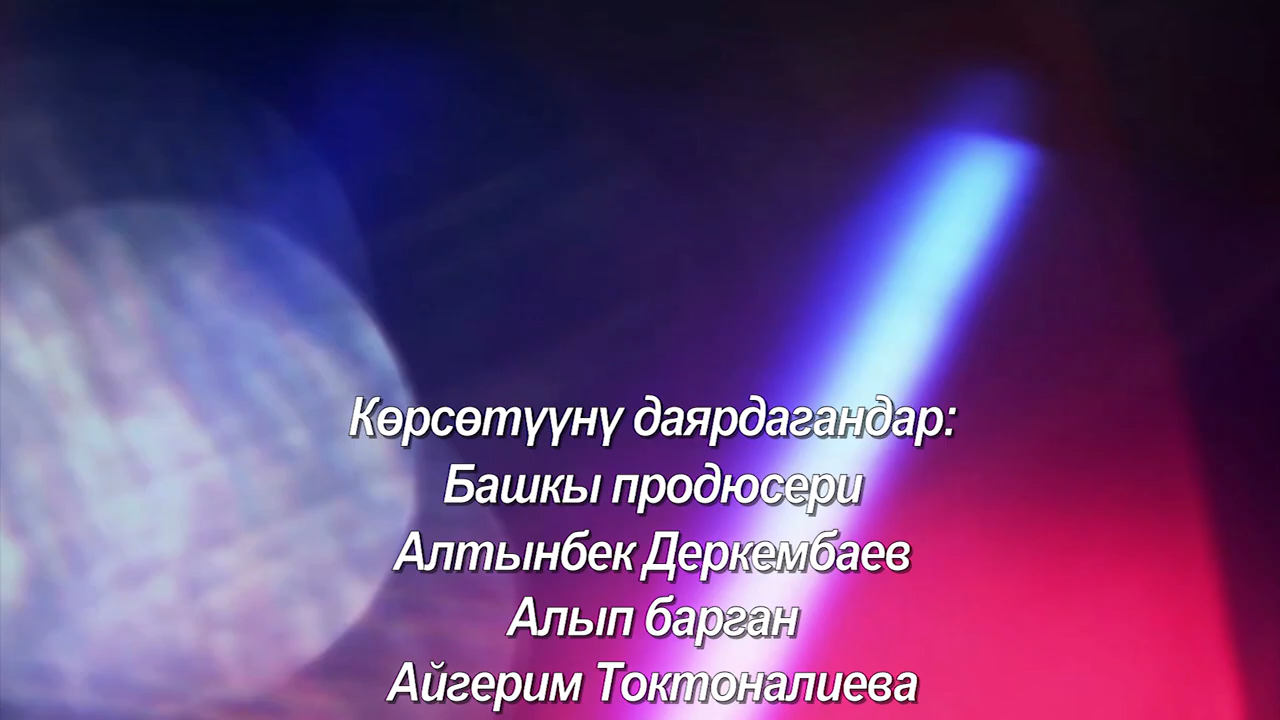 Көрсөтүүнү даярдагандар:
Башкы продюсери
Алтынбек Деркембаев
Алып барган
Айгерим Токтоналиева